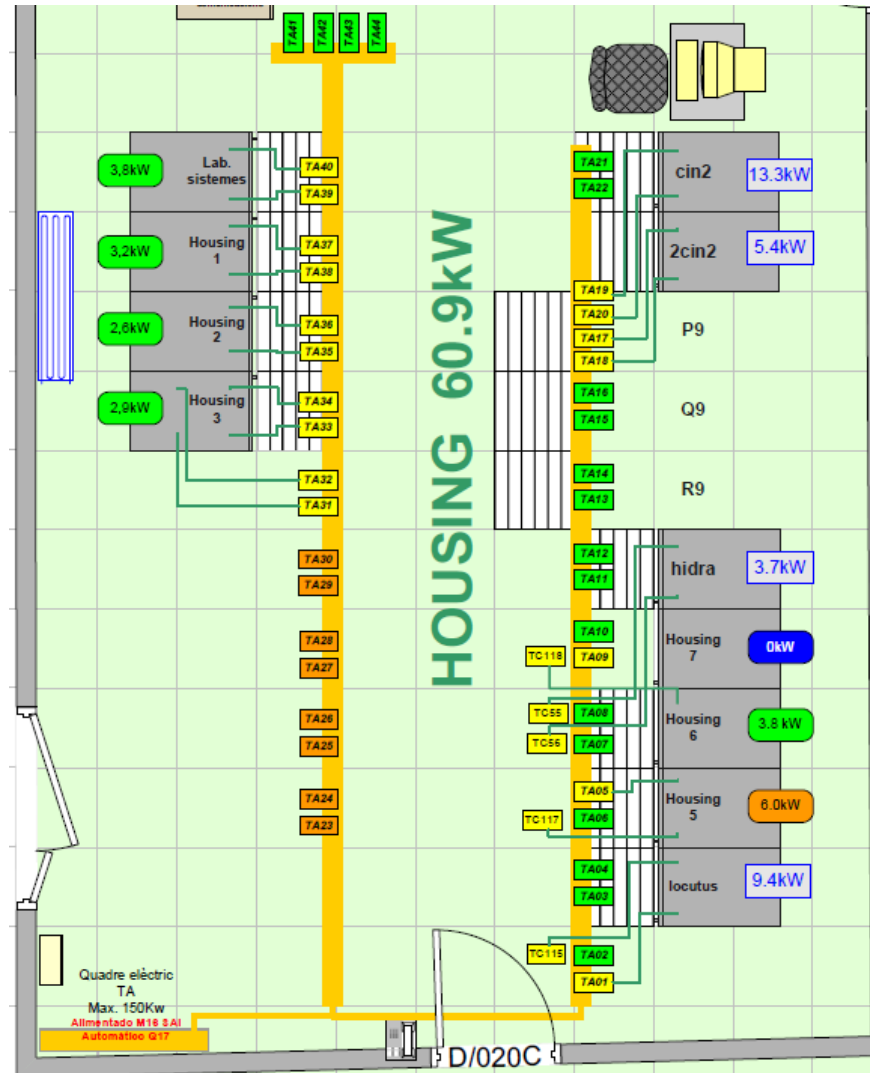 TA41
TA42
TA43
TA44
3,8kW
Lab.
sistemes
TA40
TA39
TA21
TA22
cin2
13.3kW
3,2kW
Housing
1
TA37
TA38
2cin2
5.4kW
2,6kW
Housing
2
TA36
TA35
TA19
TA20
TA17
TA18
P9
2,9kW
Housing
3
TA34
TA33
TA16
TA15
Q9
TA32
TA31
TA14
TA13
R9
HOUSING 60.9kW
TA30
TA29
TA12
TA11
hidra
3.7kW
TA28
TA27
TC118
TA10
TA09
Housing
7
0kW
TA26
TA25
TC55
TC56
TA08
TA07
Housing
6
3.8 kW
TA24
TA23
TC117
TA05
TA06
Housing
5
6.0kW
TA04
TA03
locutus
9.4kW
TC115
TA02
TA01
Quadre elèctric
TA
Max. 150Kw
Alimentado M16 SAI
Automático Q17
D/020C